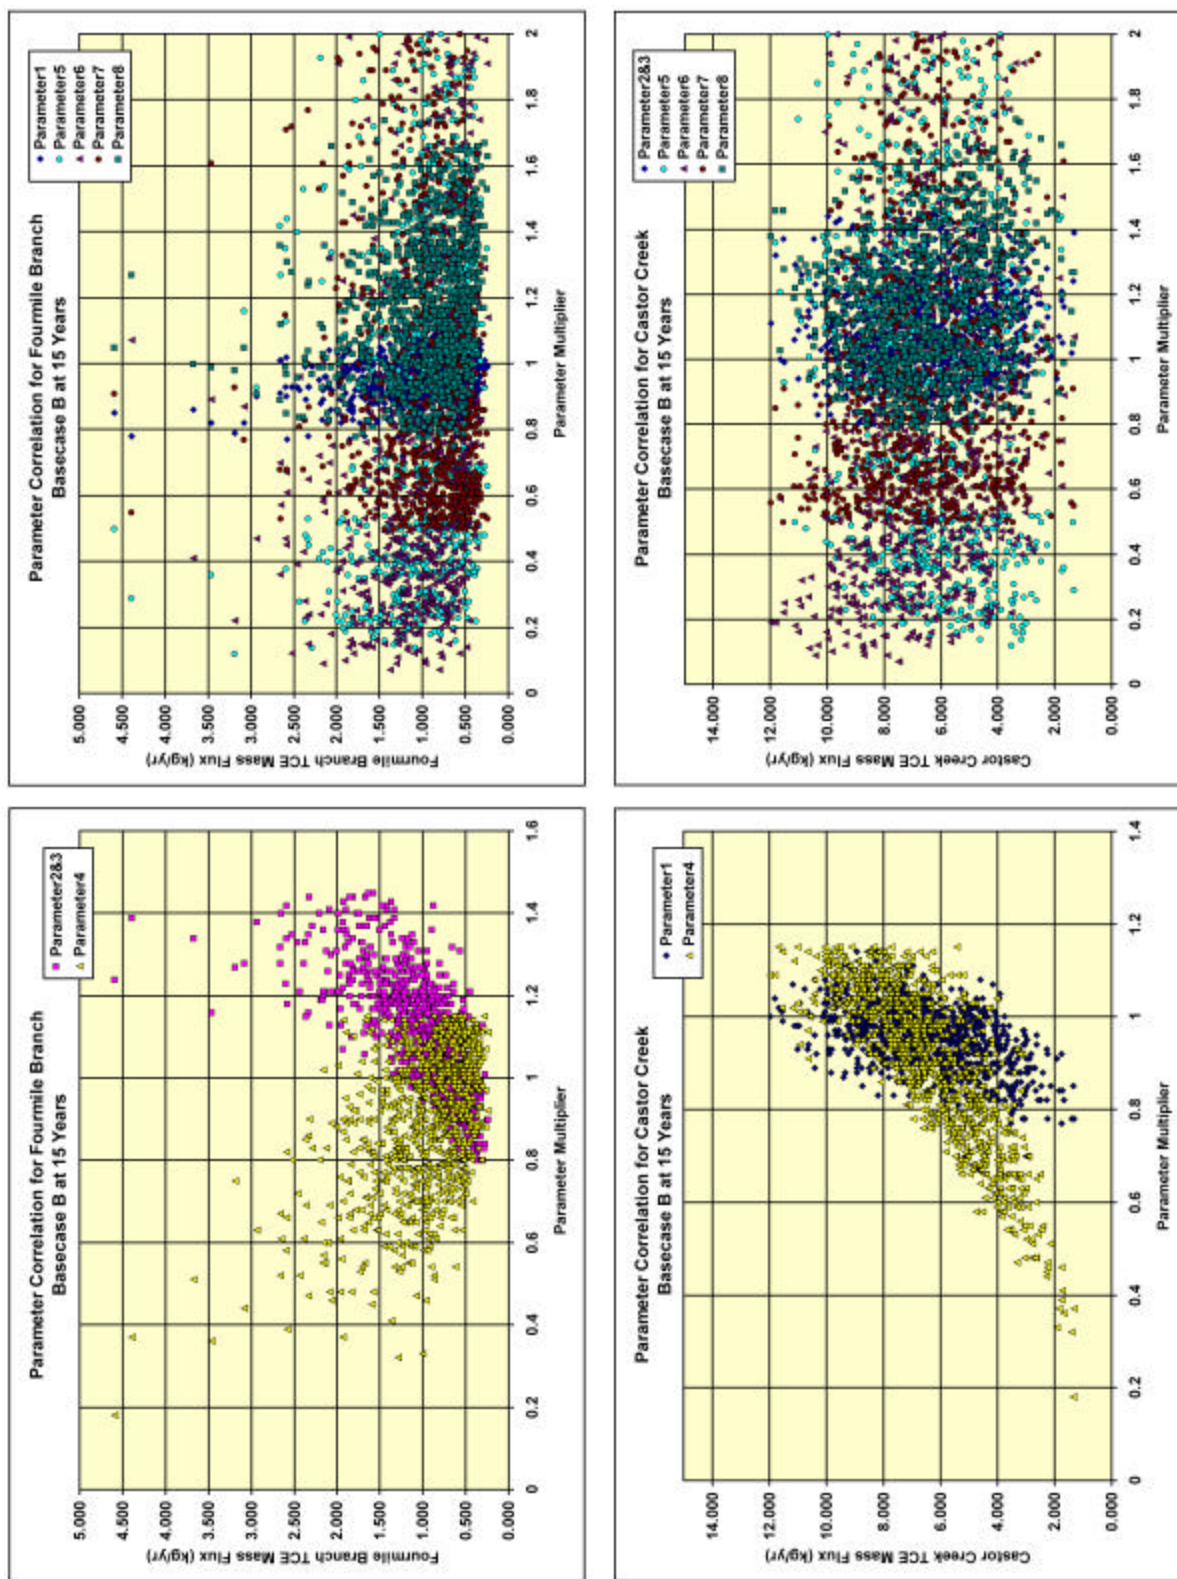 Parameter Correlation for Fourmile Branch
Basecase B at 15 Years
Fourmile Branch TCE Mass Flux (kg/yr)
5.000
4.500
4.000
3.500
3.000
2.500
2.000
1.500
1.000
0.500
0.000
0
0.2
0.4
0.6
0.8
1
1.2
1.4
1.6
Parameter Multiplier
Parameter2&3
Parameter4
Parameter Correlation for Fourmile Branch
Basecase B at 15 Years
Fourmile Branch TCE Mass Flux (kg/yr)
5.000
4.500
4.000
3.500
3.000
2.500
2.000
1.500
1.000
0.500
0.000
0
0.2
0.4
0.6
0.8
1
1.2
1.4
1.6
1.8
2
Parameter Multiplier
Parameter1
Parameter5
Parameter6
Parameter7
Parameter8
Parameter Correlation for Castor Creek
Basecase B at 15 Years
Castor Creek TCE Mass Flux (kg/yr)
14.000
12.000
10.000
8.000
6.000
4.000
2.000
0.000
0
0.2
0.4
0.6
0.8
1
1.2
1.4
Parameter Multiplier
Parameter1
Parameter4
Parameter Correlation for Castor Creek
Basecase B at 15 Years
Castor Creek TCE Mass Flux (kg/yr)
14.000
12.000
10.000
8.000
6.000
4.000
2.000
0.000
0
0.2
0.4
0.6
0.8
1
1.2
1.4
1.6
1.8
2
Parameter Multiplier
Parameter2&3
Parameter5
Parameter6
Parameter7
Parameter8